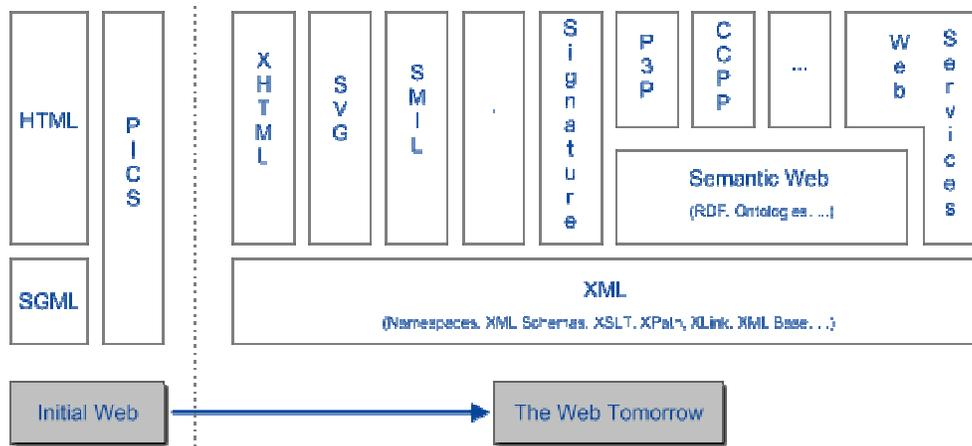 HTML
PICS
SGML
XHTML
SVG
SMIL
.
Signature
P3P
CCPP
...
Web Services
Semantic Web
(RDF, Ontologies, ...)
XML
(Namespaces, XML Schemas, XSLT, XPath, XLink, XML Base, ...)
Initial Web
The Web Tomorrow